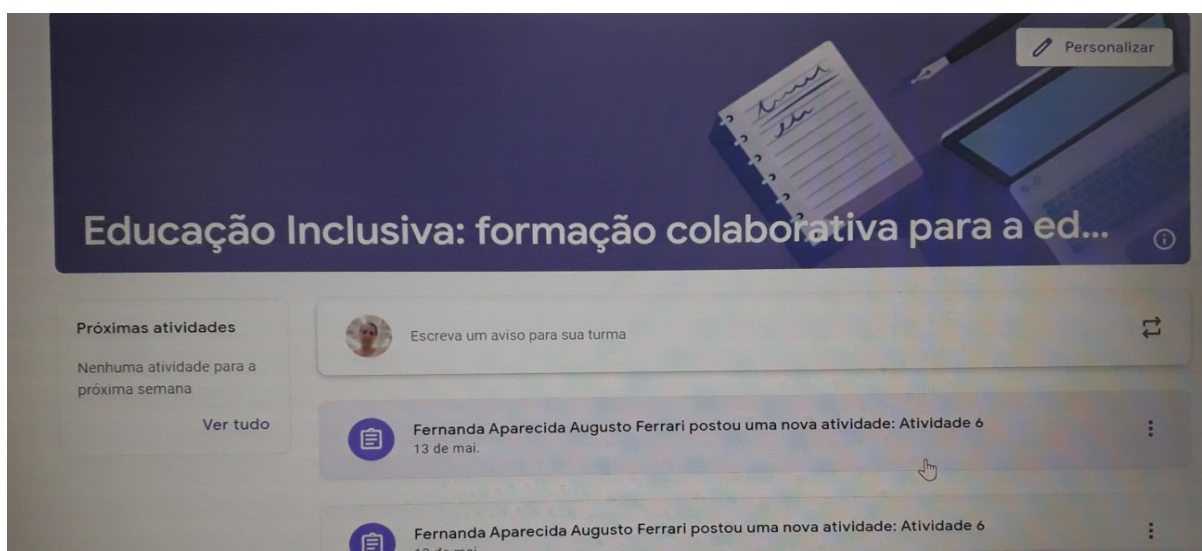 Personalizar
Educação Inclusiva: formação colaborativa para a ed...
Próximas atividades
Nenhuma atividade para a
próxima semana
Ver tudo
Escreva um aviso para sua turma
Fernanda Aparecida Augusto Ferrari postou uma nova atividade: Atividade 6
13 de mai.
Fernanda Aparecida Augusto Ferrari postou uma nova atividade: Atividade 6
de mai.